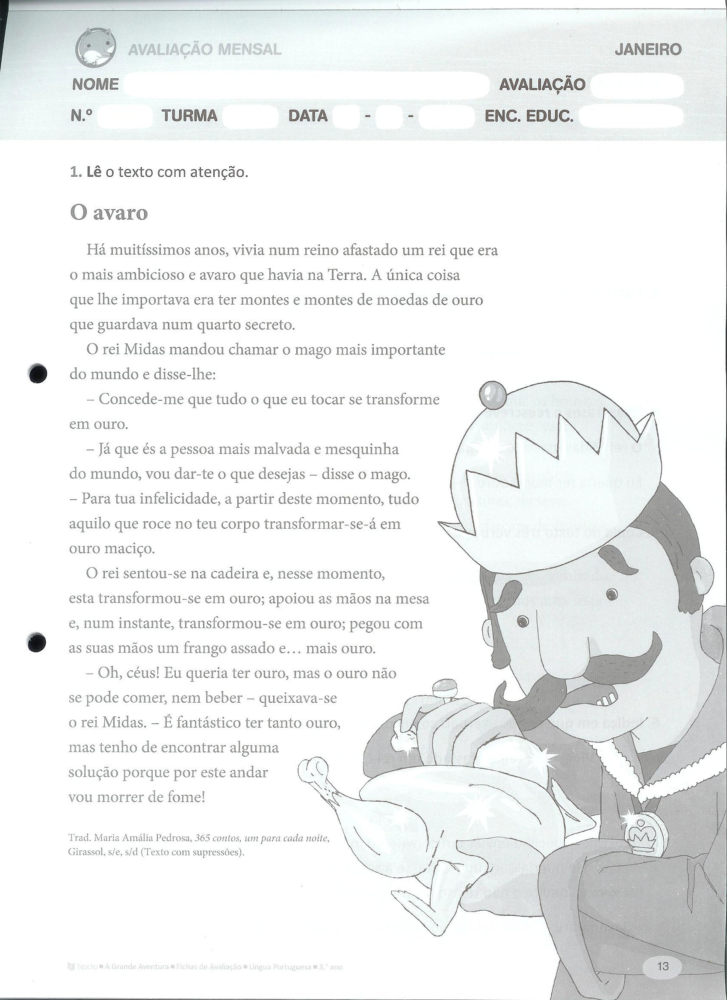 AVALIAÇÃO MENSAL
JANEIRO
NOME
AVALIAÇÃO
N.º
TURMA
DATA - -
ENC. EDUC.
1. Lê o texto com atenção.
O avaro
Há muitíssimos anos, vivia num reino afastado um rei que era
o mais ambicioso e avaro que havia na Terra. A única coisa
que lhe importava era ter montes e montes de moedas de ouro
que guardava num quarto secreto.
O rei Midas mandou chamar o mago mais importante
do mundo e disse-lhe:
– Concede-me que tudo o que eu tocar se transforme
em ouro.
– Já que és a pessoa mais malvada e mesquinha
do mundo, vou dar-te o que desejas – disse o mago.
– Para tua infelicidade, a partir deste momento, tudo
aquilo que roce no teu corpo transformar-se-á em
ouro maciço.
O rei sentou-se na cadeira e, nesse momento,
esta transformou-se em ouro; apoiou as mãos na mesa
e, num instante, transformou-se em ouro; pegou com
as suas mãos um frango assado e… mais ouro.
– Oh, céus! Eu queria ter ouro, mas o ouro não
se pode comer, nem beber – queixava-se
o rei Midas. – É fantástico ter tanto ouro,
mas tenho de encontrar alguma
solução porque por este andar
vou morrer de fome!
Trad. Maria Amália Pedrosa, 365 contos, um para cada noite,
Girassol, s/e, s/d (Texto com supressões).
Texto ■ A Grande Aventura ■ Fichas de Avaliação ■ Língua Portuguesa ■ 3.º ano
13